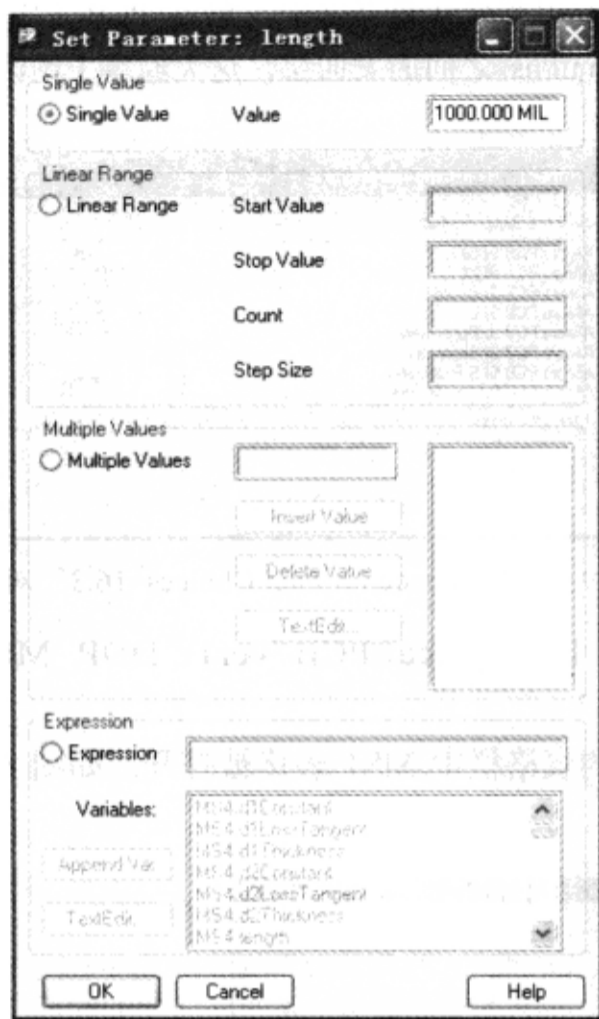 Set Parameter: length
Single Value
Single Value Value 1000.000 MIL
Linear Range
Linear Range Start Value
Stop Value
Count
Step Size
Multiple Values
Multiple Values
Insert Value
Delete Value
TextEdit...
Expression
Expression
Variables:
MS4.d1Constant
MS4.d1LossTangent
MS4.d1Thickness
Append Var
MS4.d2Constant
MS4.d2LossTangent
TextEdit...
MS4.d2Thickness
MS4.length
OK Cancel Help